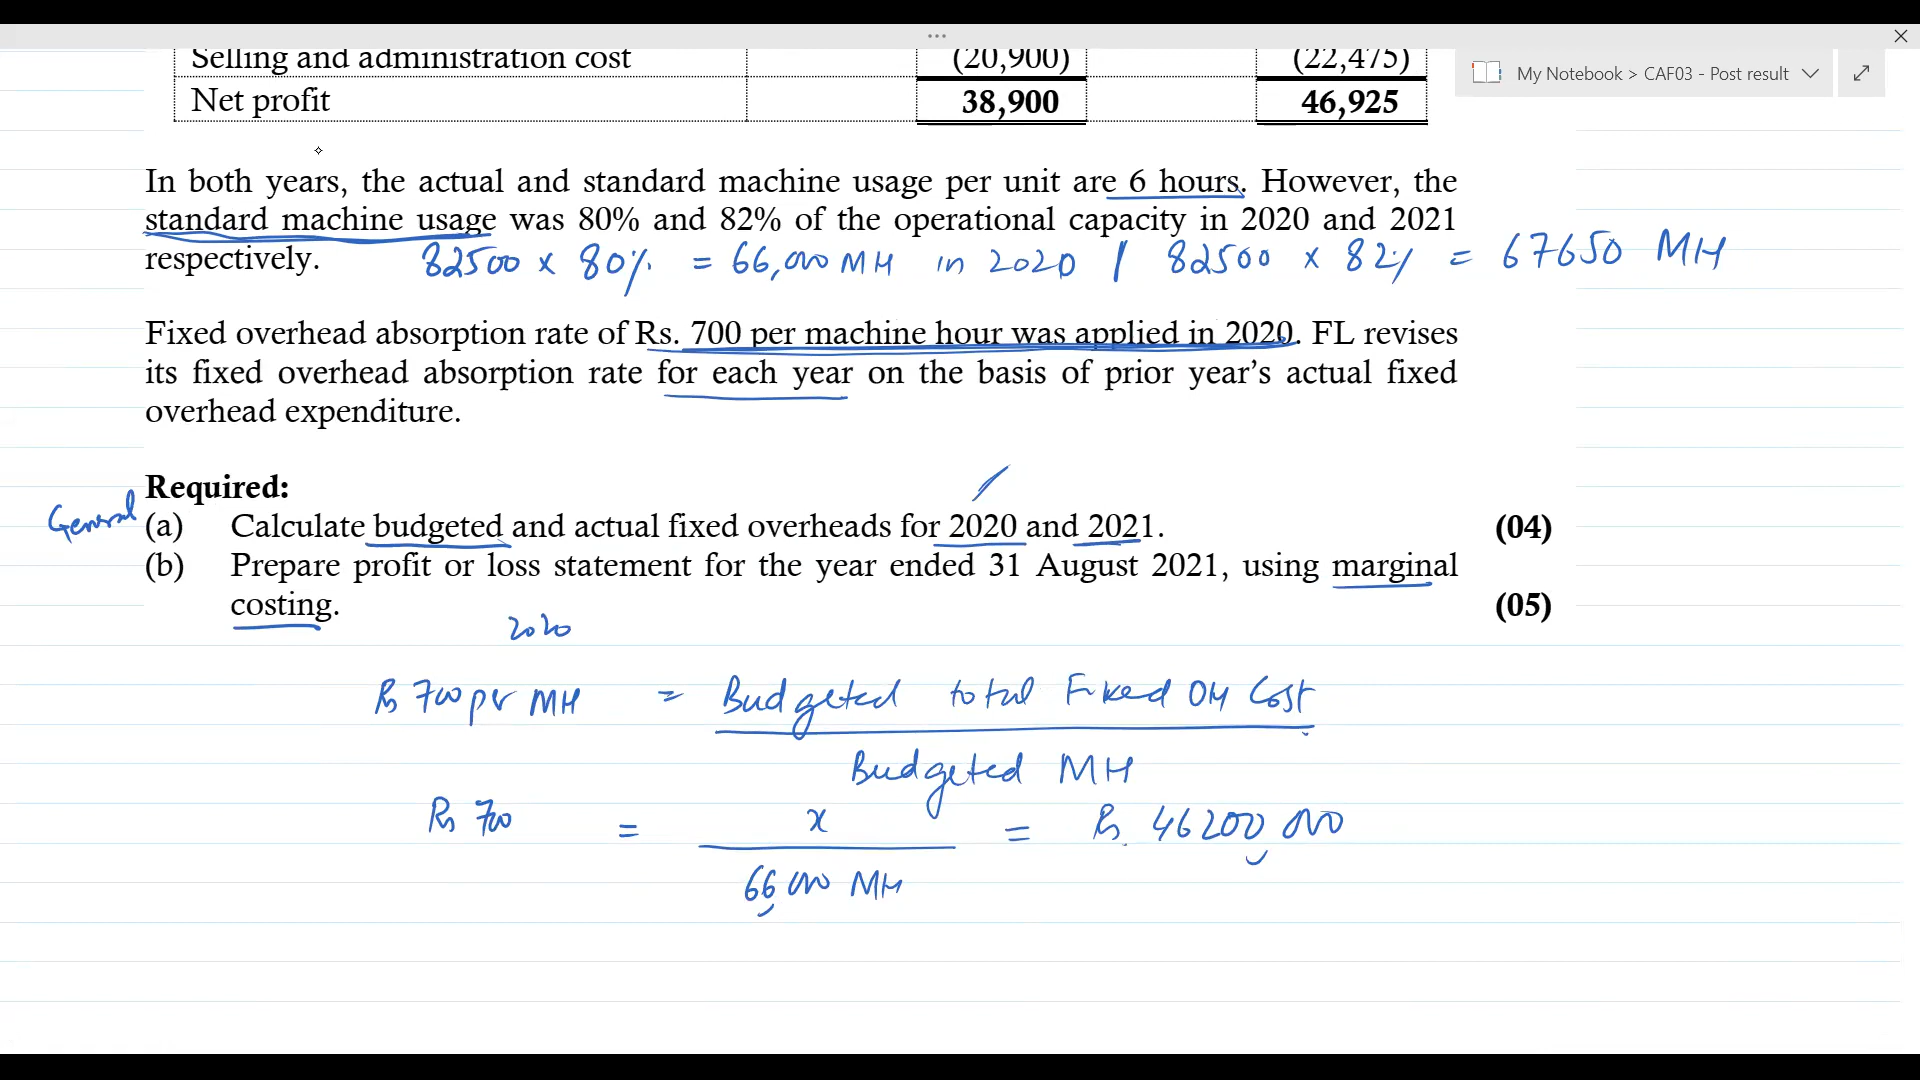 Selling and administration cost (20,900) (22,475)
My Notebook > CAF03 - Post result
Net profit 38,900 46,925
In both years, the actual and standard machine usage per unit are 6 hours. However, the
standard machine usage was 80% and 82% of the operational capacity in 2020 and 2021
respectively. 82500 x 80% = 66,000 MH in 2020 / 82500 x 82% = 67650 MH
Fixed overhead absorption rate of Rs. 700 per machine hour was applied in 2020. FL revises
its fixed overhead absorption rate for each year on the basis of prior year's actual fixed
overhead expenditure.
Required:
General (a) Calculate budgeted and actual fixed overheads for 2020 and 2021. (04)
(b) Prepare profit or loss statement for the year ended 31 August 2021, using marginal
costing. (05)
2020
Rs 700 per MH = Budgeted total Fixed OH Cost
Budgeted MH
Rs 700 = x = Rs. 46200,000
66,000 MH